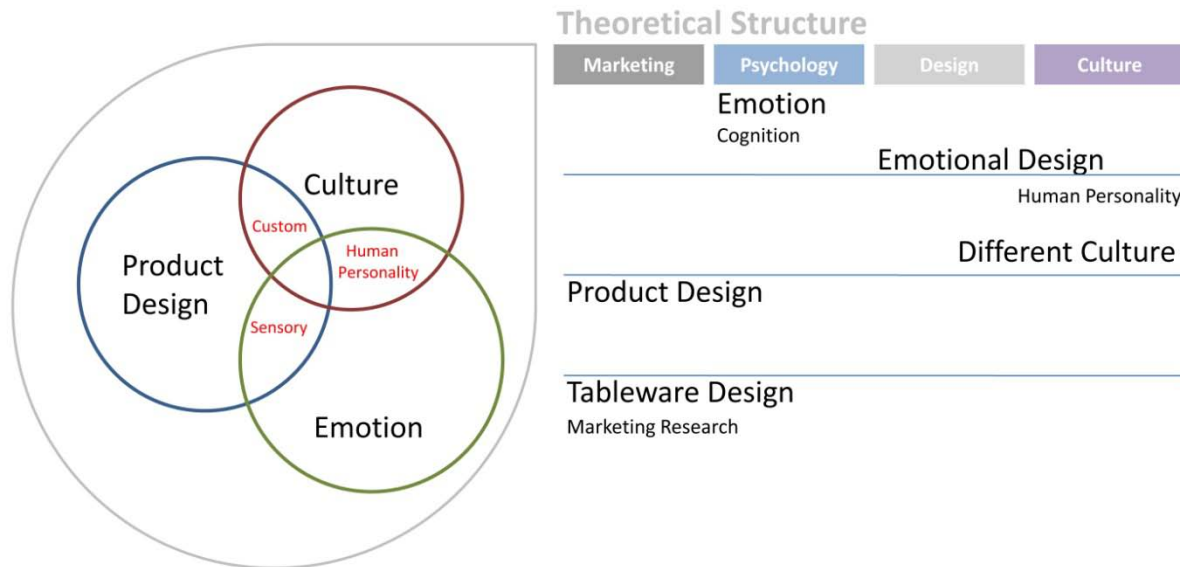 Culture
Custom
Human
Personality
Product
Design
Sensory
Emotion
Theoretical Structure
Marketing
Psychology
Design
Culture
Emotion
Cognition
Emotional Design
Human Personality
Different Culture
Product Design
Tableware Design
Marketing Research